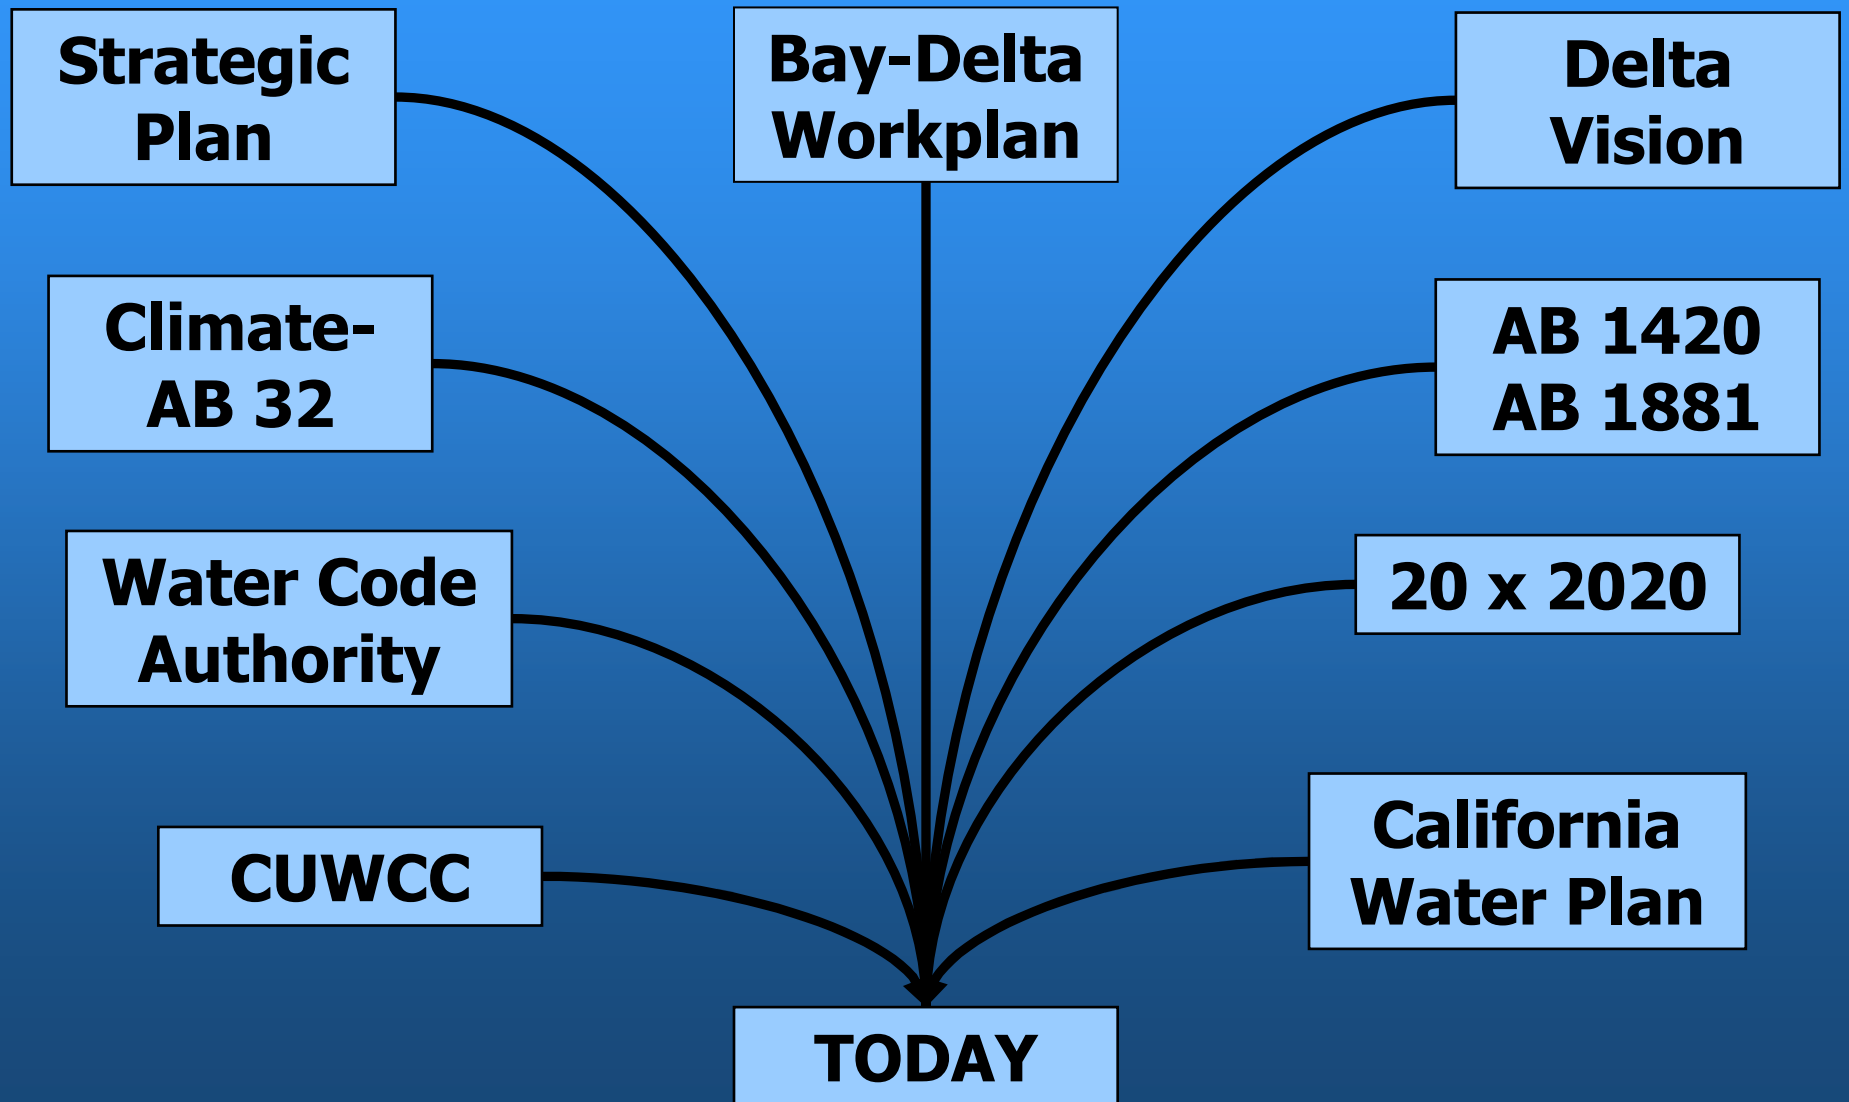 Strategic
Plan
Bay-Delta
Workplan
Delta
Vision
Climate-
AB 32
AB 1420
AB 1881
Water Code
Authority
20 x 2020
CUWCC
California
Water Plan
TODAY